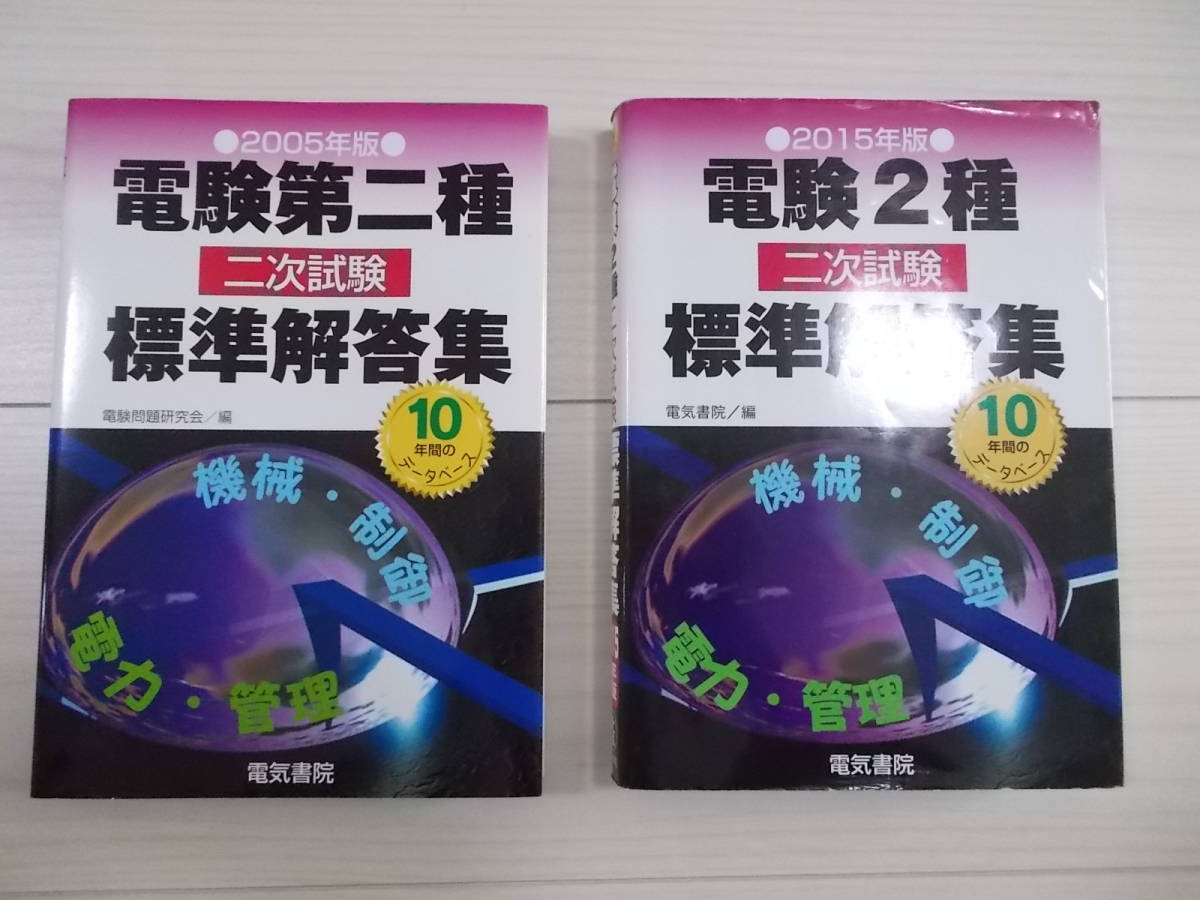 ●2005年版●
電験第二種
二次試験
標準解答集
電験問題研究会／編
10
年間の
データベース
機械・制御
電力・管理
電気書院
●2015年版●
電験２種
二次試験
標準解答集
電気書院／編
10
年間の
データベース
機械・制御
電力・管理
電気書院